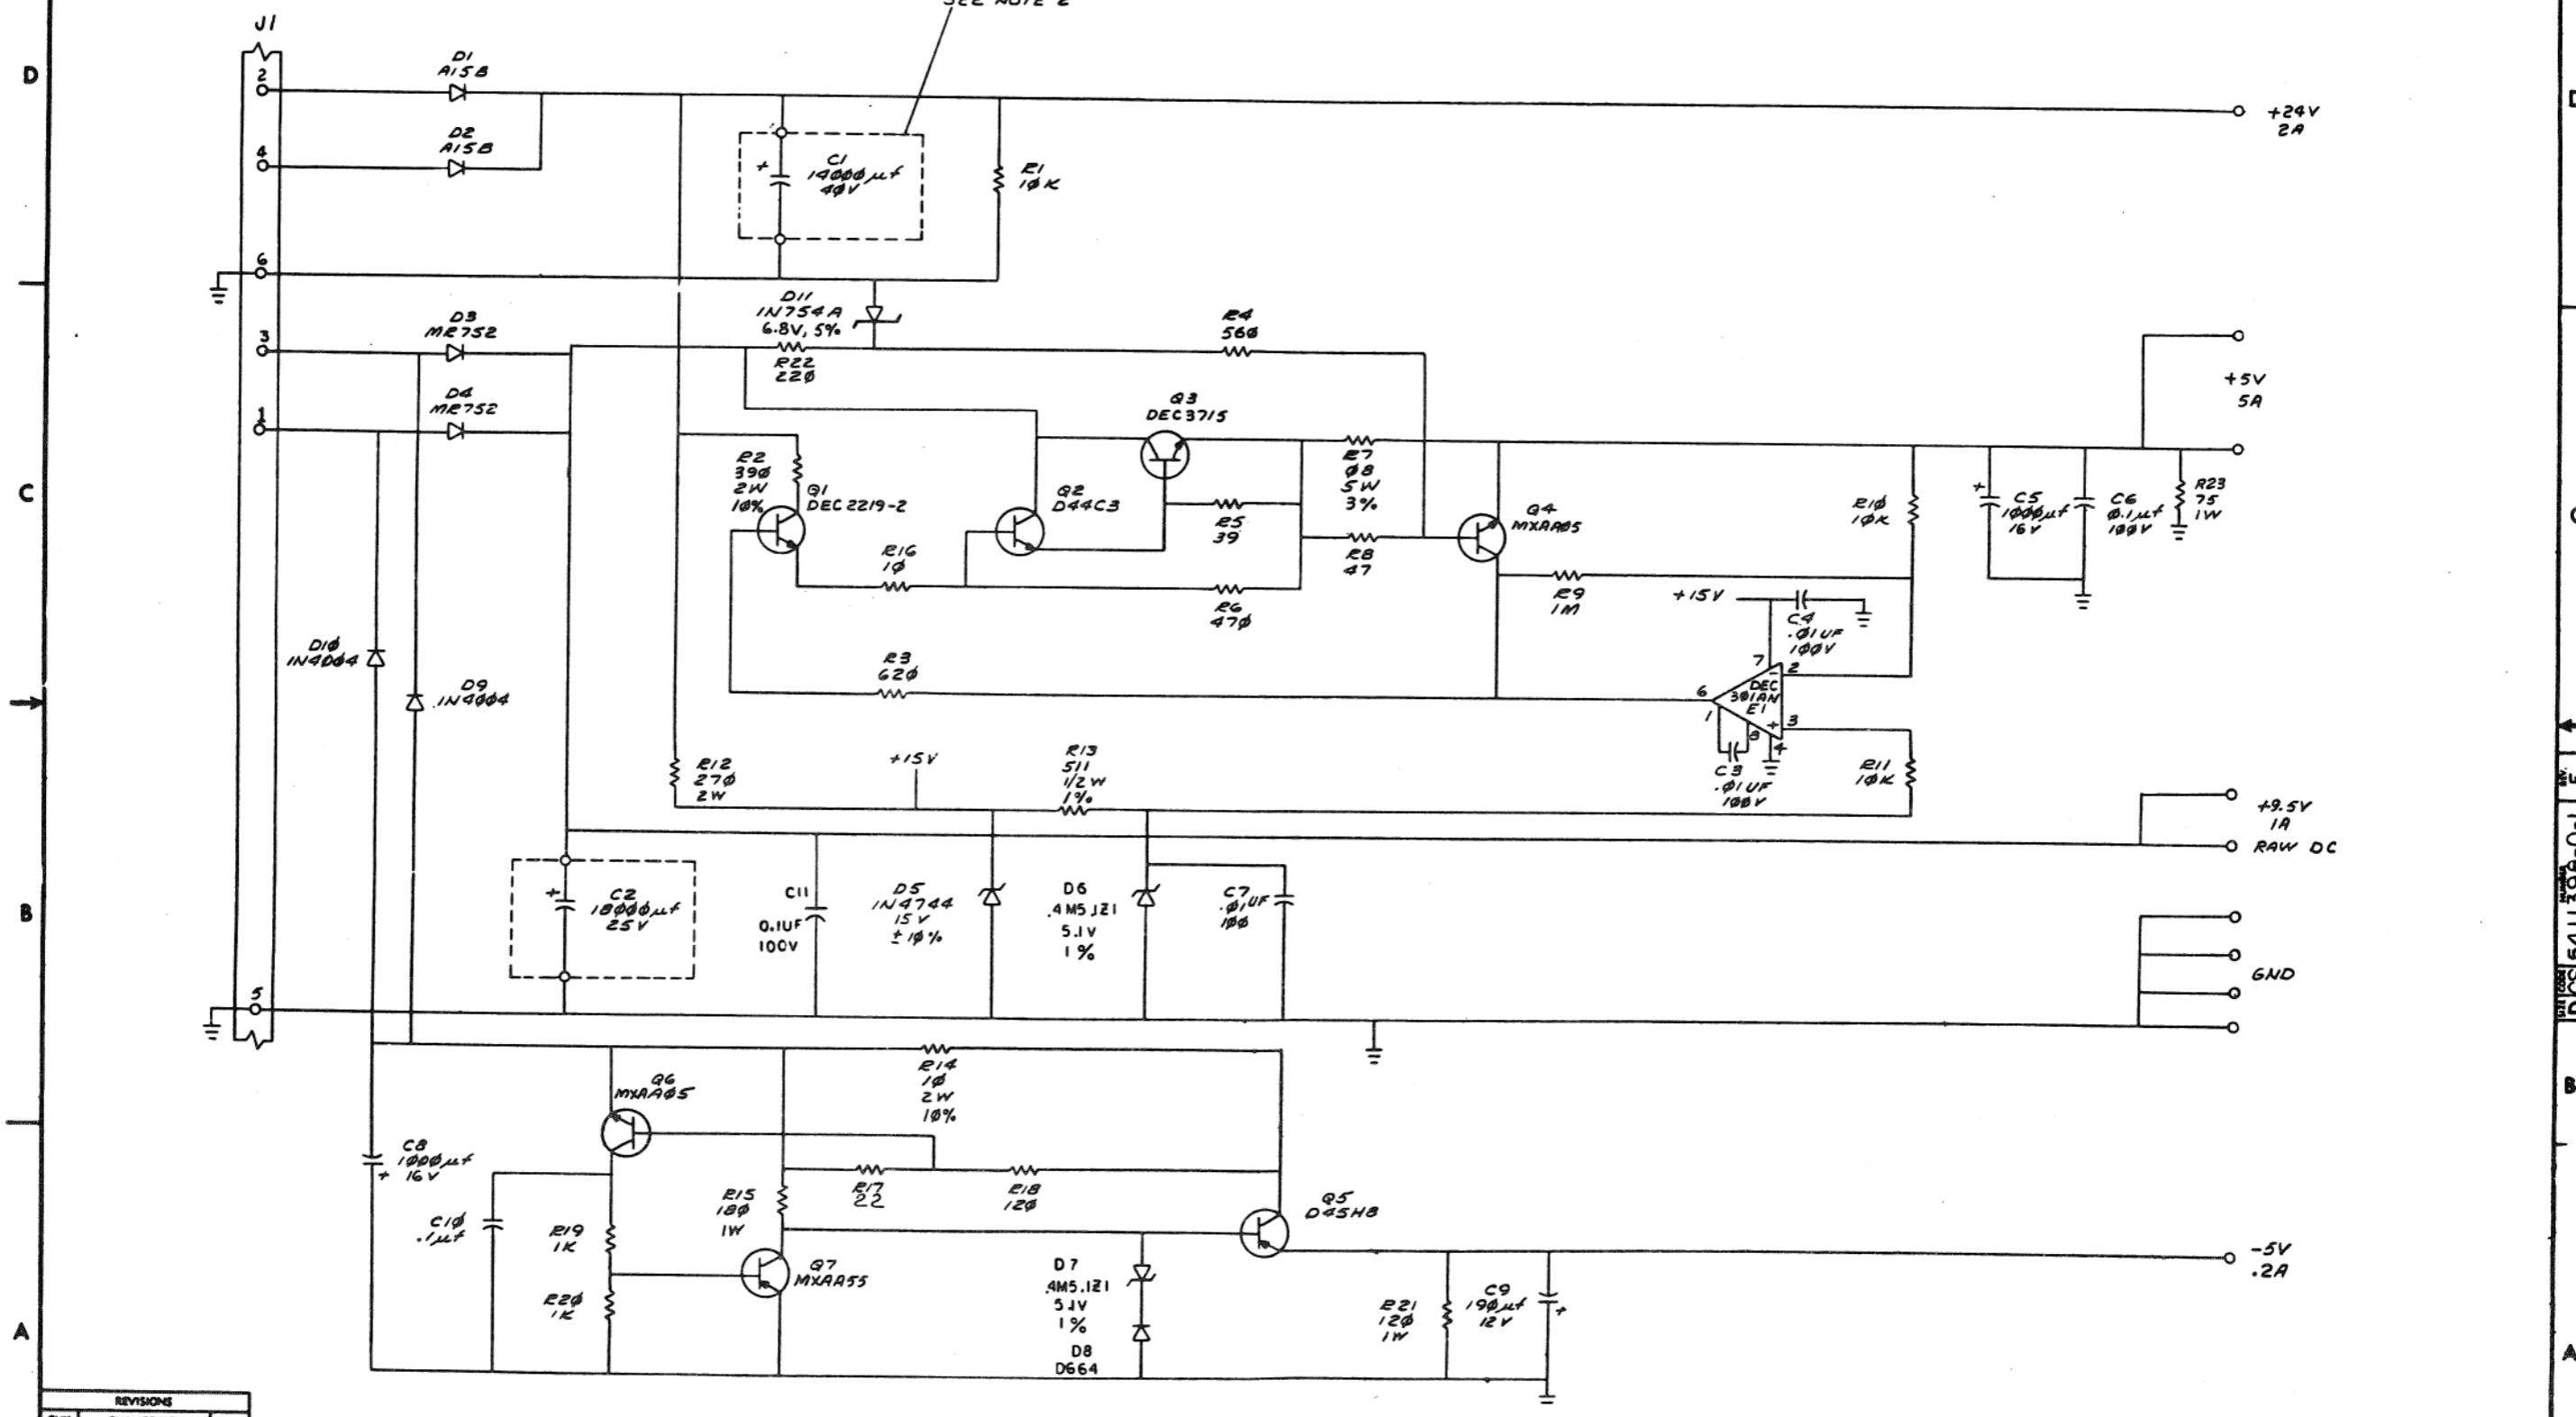 SEE NOTE 2
J1
D
2
D1
A15B
4
D2
A15B
+24V
2A
C1
14000µf
40V
+
R1
10K
6
D11
1N754A
6.8V, 5%
R22
220
R4
560
3
D3
MR752
1
D4
MR752
+5V
5A
C
R2
390
2W
10%
Q1
DEC2219-2
Q2
D44C3
Q3
DEC3715
R7
08
5W
3%
R5
39
R8
47
R16
10
R6
470
Q4
MXAA05
R9
1M
R10
10K
+
C5
1000µf
16V
C6
0.1µf
100V
R23
75
1W
+15V
C4
.01UF
100V
D10
1N4004
D9
1N4004
R3
620
7
2
-
DEC
301AN
E1
6
1
+
3
8
4
C3
.01UF
100V
R11
10K
R12
270
2W
+15V
R13
511
1/2W
1%
+9.5V
1A
RAW DC
B
+
C2
18000µf
25V
C11
0.1UF
100V
D5
1N4744
15V
±10%
D6
.4M5.1Z1
5.1V
1%
C7
.01UF
100
GND
5
B
Q6
MXAA05
R14
10
2W
10%
C8
1000µf
+ 16V
C10
.1µf
R19
1K
R20
1K
R15
180
1W
R17
22
R18
120
Q7
MXAA55
Q5
D45H8
D7
.4M5.1Z1
5.1V
1%
D8
D664
R21
120
1W
C9
190µf
12V
+
-5V
.2A
A
A
REVISIONS